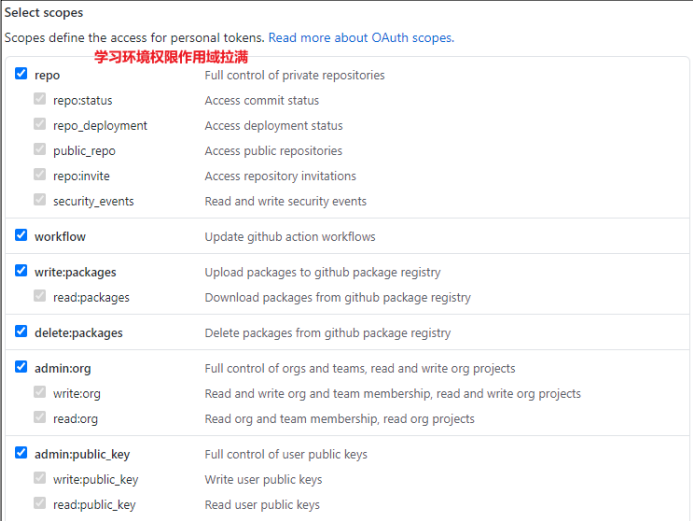 Select scopes
Scopes define the access for personal tokens. Read more about OAuth scopes.
学习环境权限作用域拉满
repo Full control of private repositories
repo:status Access commit status
repo_deployment Access deployment status
public_repo Access public repositories
repo:invite Access repository invitations
security_events Read and write security events
workflow Update github action workflows
write:packages Upload packages to github package registry
read:packages Download packages from github package registry
delete:packages Delete packages from github package registry
admin:org Full control of orgs and teams, read and write org projects
write:org Read and write org and team membership, read and write org projects
read:org Read org and team membership, read org projects
admin:public_key Full control of user public keys
write:public_key Write user public keys
read:public_key Read user public keys